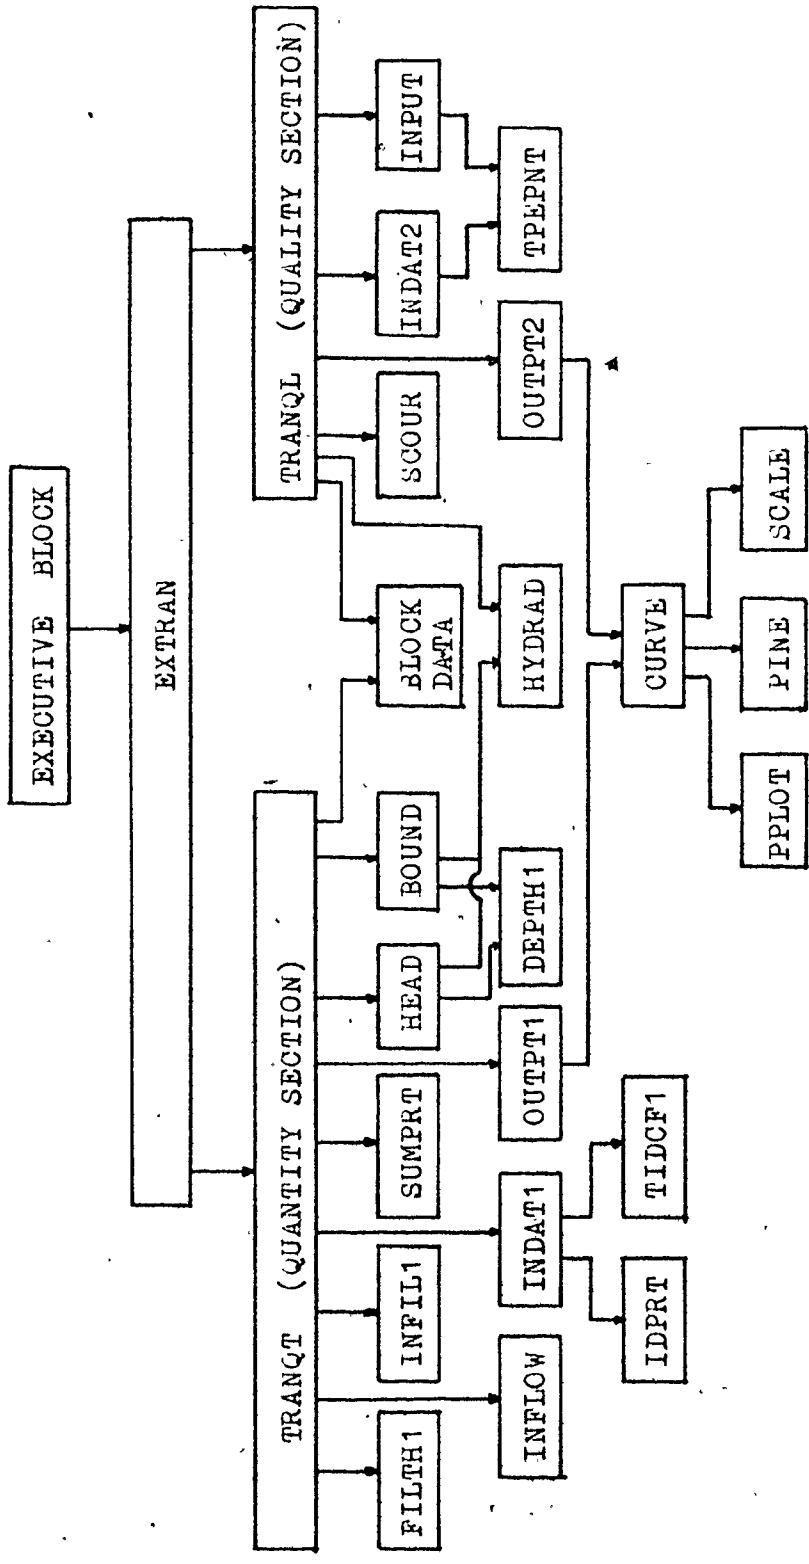 EXECUTIVE BLOCK
EXTRAN
TRANQT (QUANTITY SECTION)
TRANQL (QUALITY SECTION)
FILTH1
INFIL1
SUMPRT
HEAD
BOUND
BLOCK
DATA
SCOUR
INDAT2
INPUT
INFLOW
INDAT1
OUTPT1
DEPTH1
HYDRAD
OUTPT2
TPEPNT
IDPRT
TIDCF1
CURVE
PPLOT
PINE
SCALE